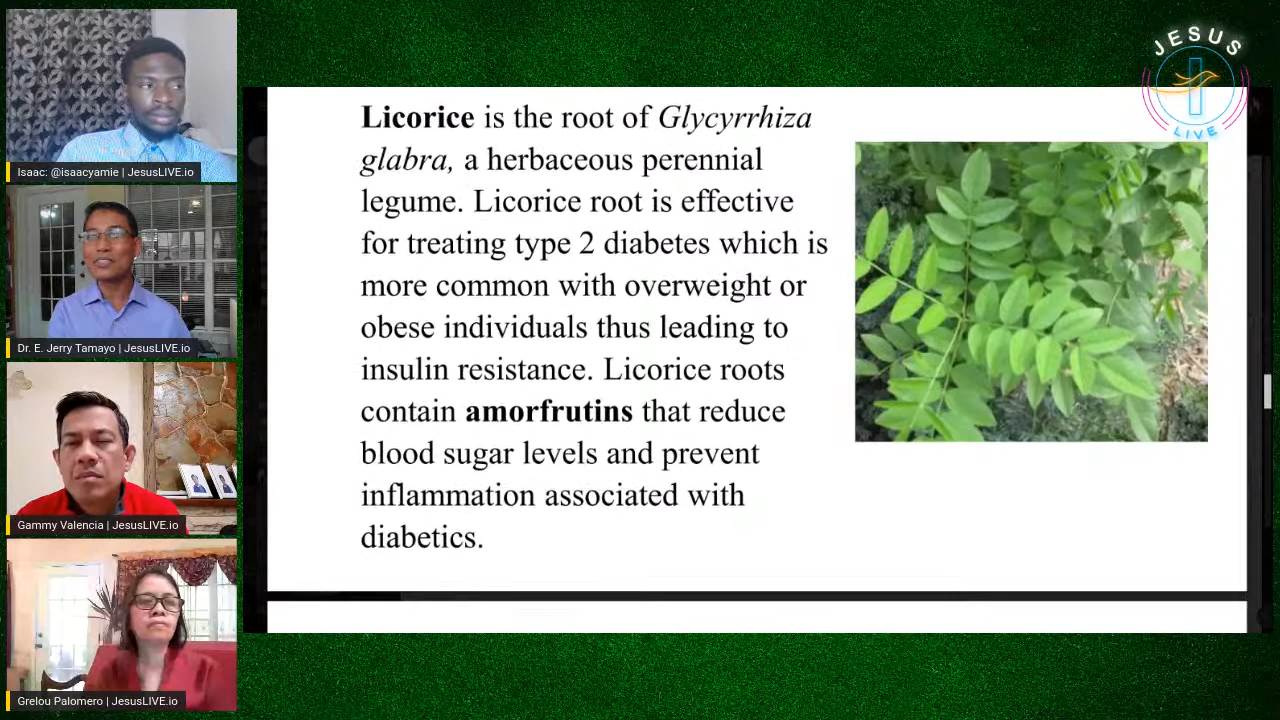 JESUS
LIVE
Isaac: @isaacyamie | JesusLIVE.io
Dr. E. Jerry Tamayo | JesusLIVE.io
Gammy Valencia | JesusLIVE.io
Grelou Palomero | JesusLIVE.io
Licorice is the root of Glycyrrhiza
glabra, a herbaceous perennial
legume. Licorice root is effective
for treating type 2 diabetes which is
more common with overweight or
obese individuals thus leading to
insulin resistance. Licorice roots
contain amorfrutins that reduce
blood sugar levels and prevent
inflammation associated with
diabetics.